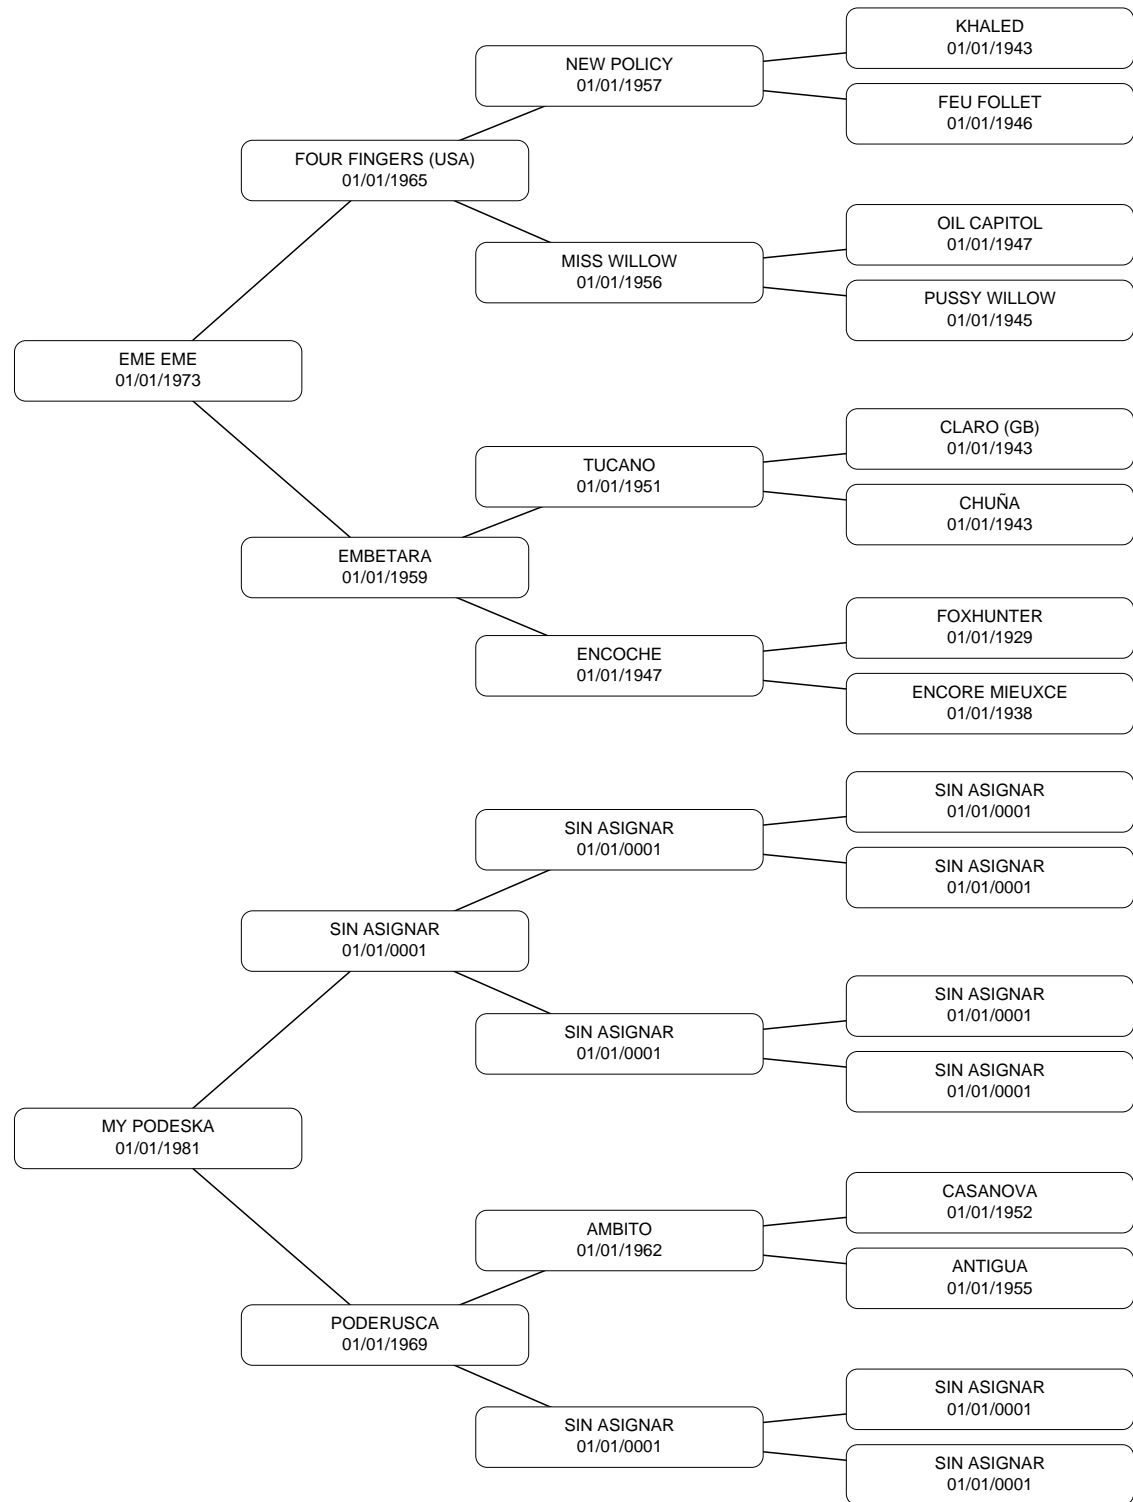 KHALED
01/01/1943
NEW POLICY
01/01/1957
FEU FOLLET
01/01/1946
FOUR FINGERS (USA)
01/01/1965
OIL CAPITOL
01/01/1947
MISS WILLOW
01/01/1956
PUSSY WILLOW
01/01/1945
EME EME
01/01/1973
CLARO (GB)
01/01/1943
TUCANO
01/01/1951
CHUÑA
01/01/1943
EMBETARA
01/01/1959
FOXHUNTER
01/01/1929
ENCOCHE
01/01/1947
ENCORE MIEUXCE
01/01/1938
SIN ASIGNAR
01/01/0001
SIN ASIGNAR
01/01/0001
SIN ASIGNAR
01/01/0001
SIN ASIGNAR
01/01/0001
SIN ASIGNAR
01/01/0001
SIN ASIGNAR
01/01/0001
SIN ASIGNAR
01/01/0001
MY PODESKA
01/01/1981
CASANOVA
01/01/1952
AMBITO
01/01/1962
ANTIGUA
01/01/1955
PODERUSCA
01/01/1969
SIN ASIGNAR
01/01/0001
SIN ASIGNAR
01/01/0001
SIN ASIGNAR
01/01/0001